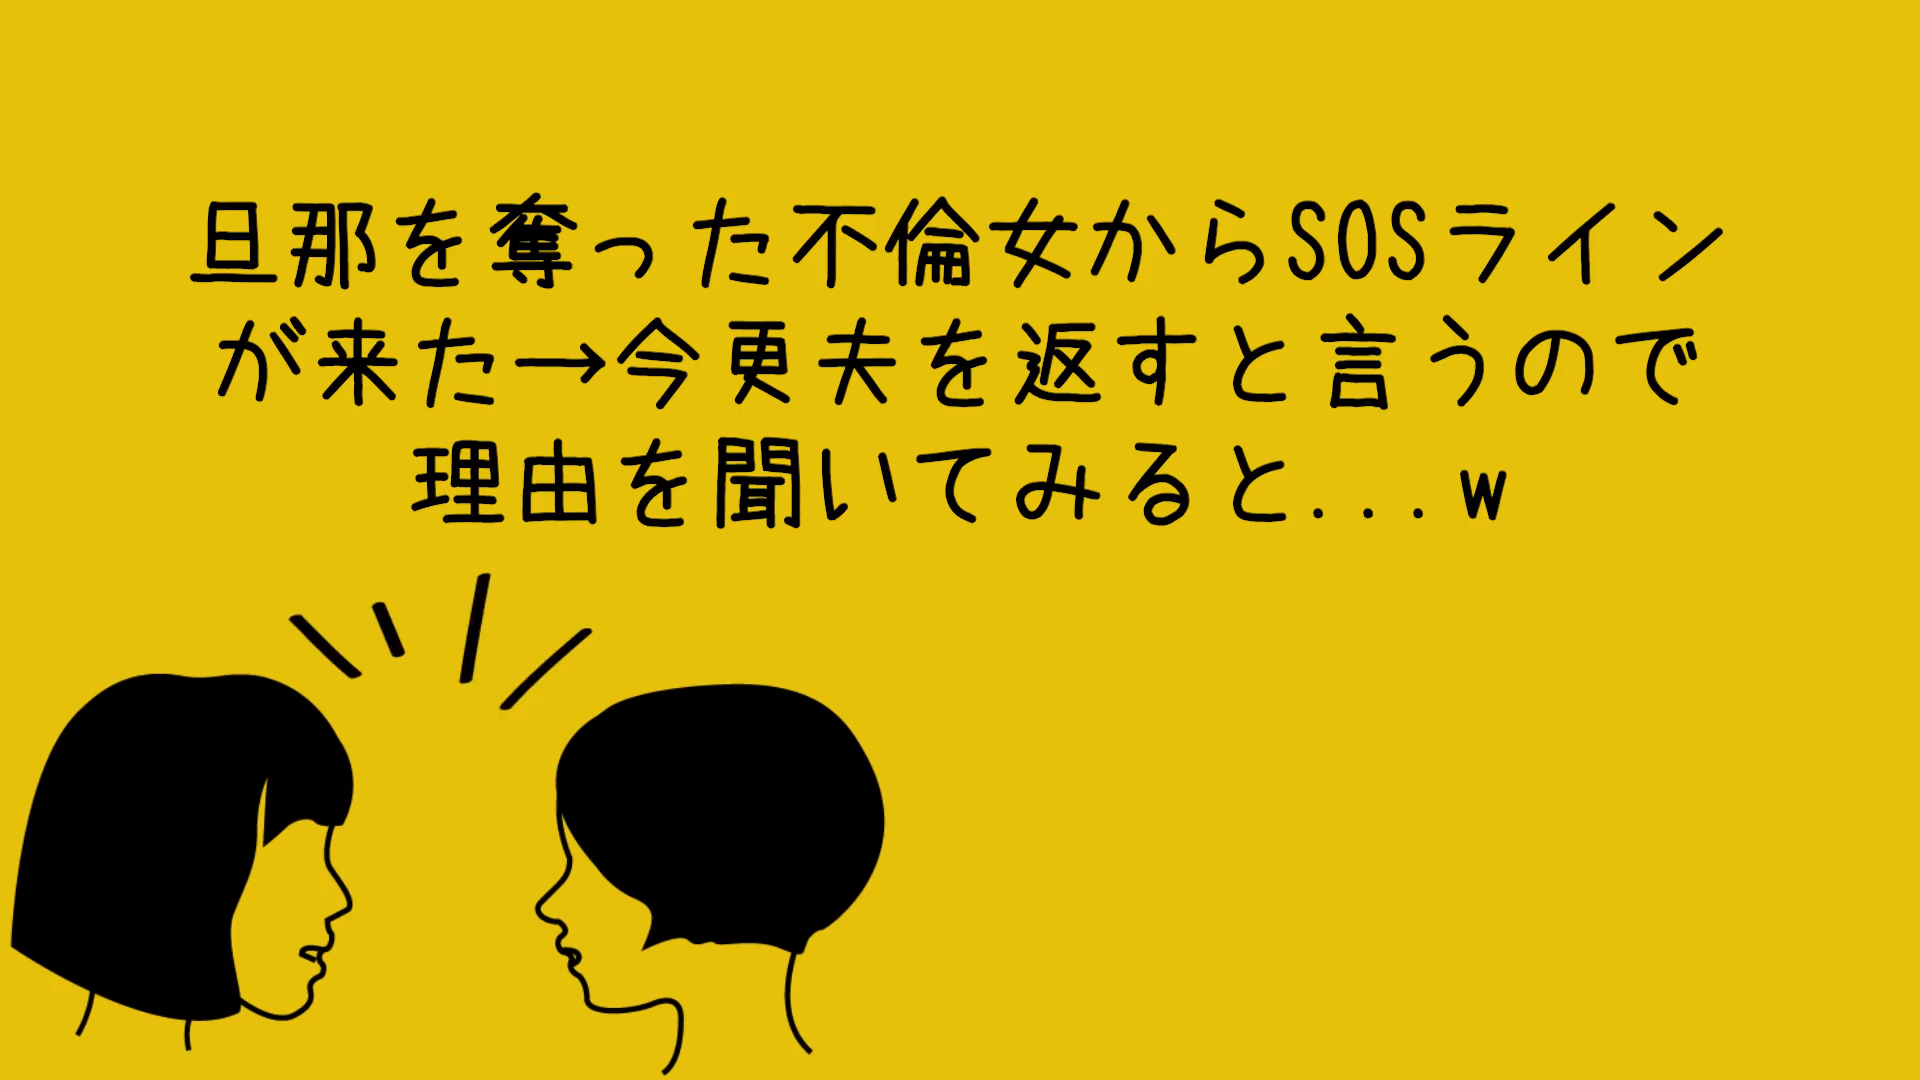 旦那を奪った不倫女からSOSライン
が来た→今更夫を返すと言うので
理由を聞いてみると...w